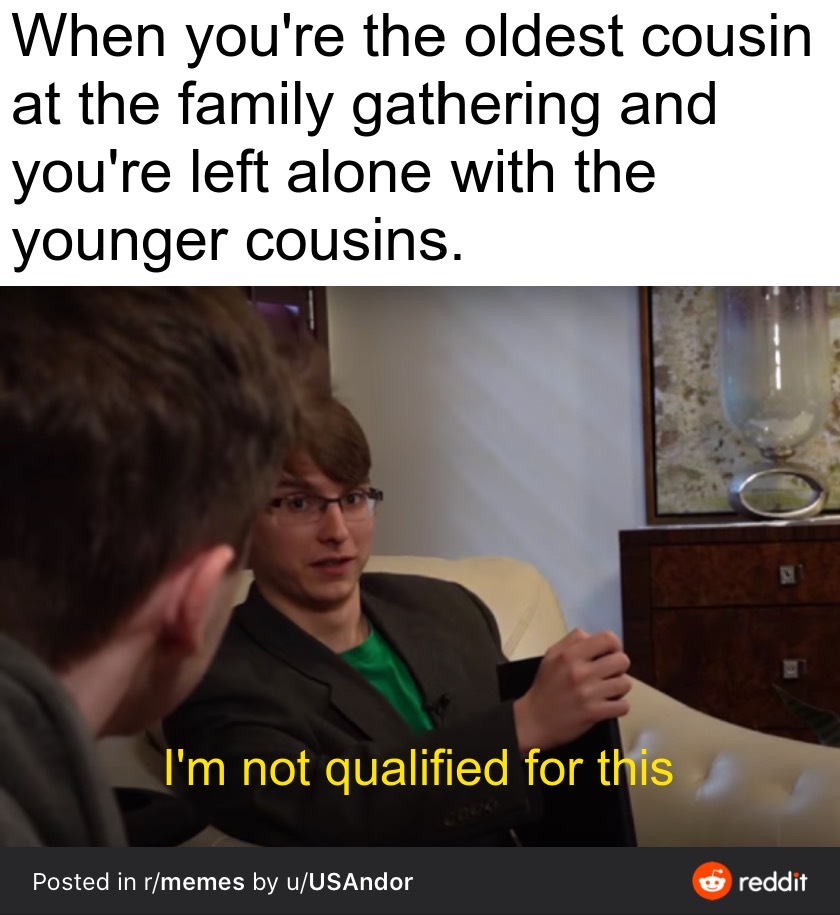 When you're the oldest cousin
at the family gathering and
you're left alone with the
younger cousins.
I'm not qualified for this
Posted in r/memes by u/USAndor
reddit